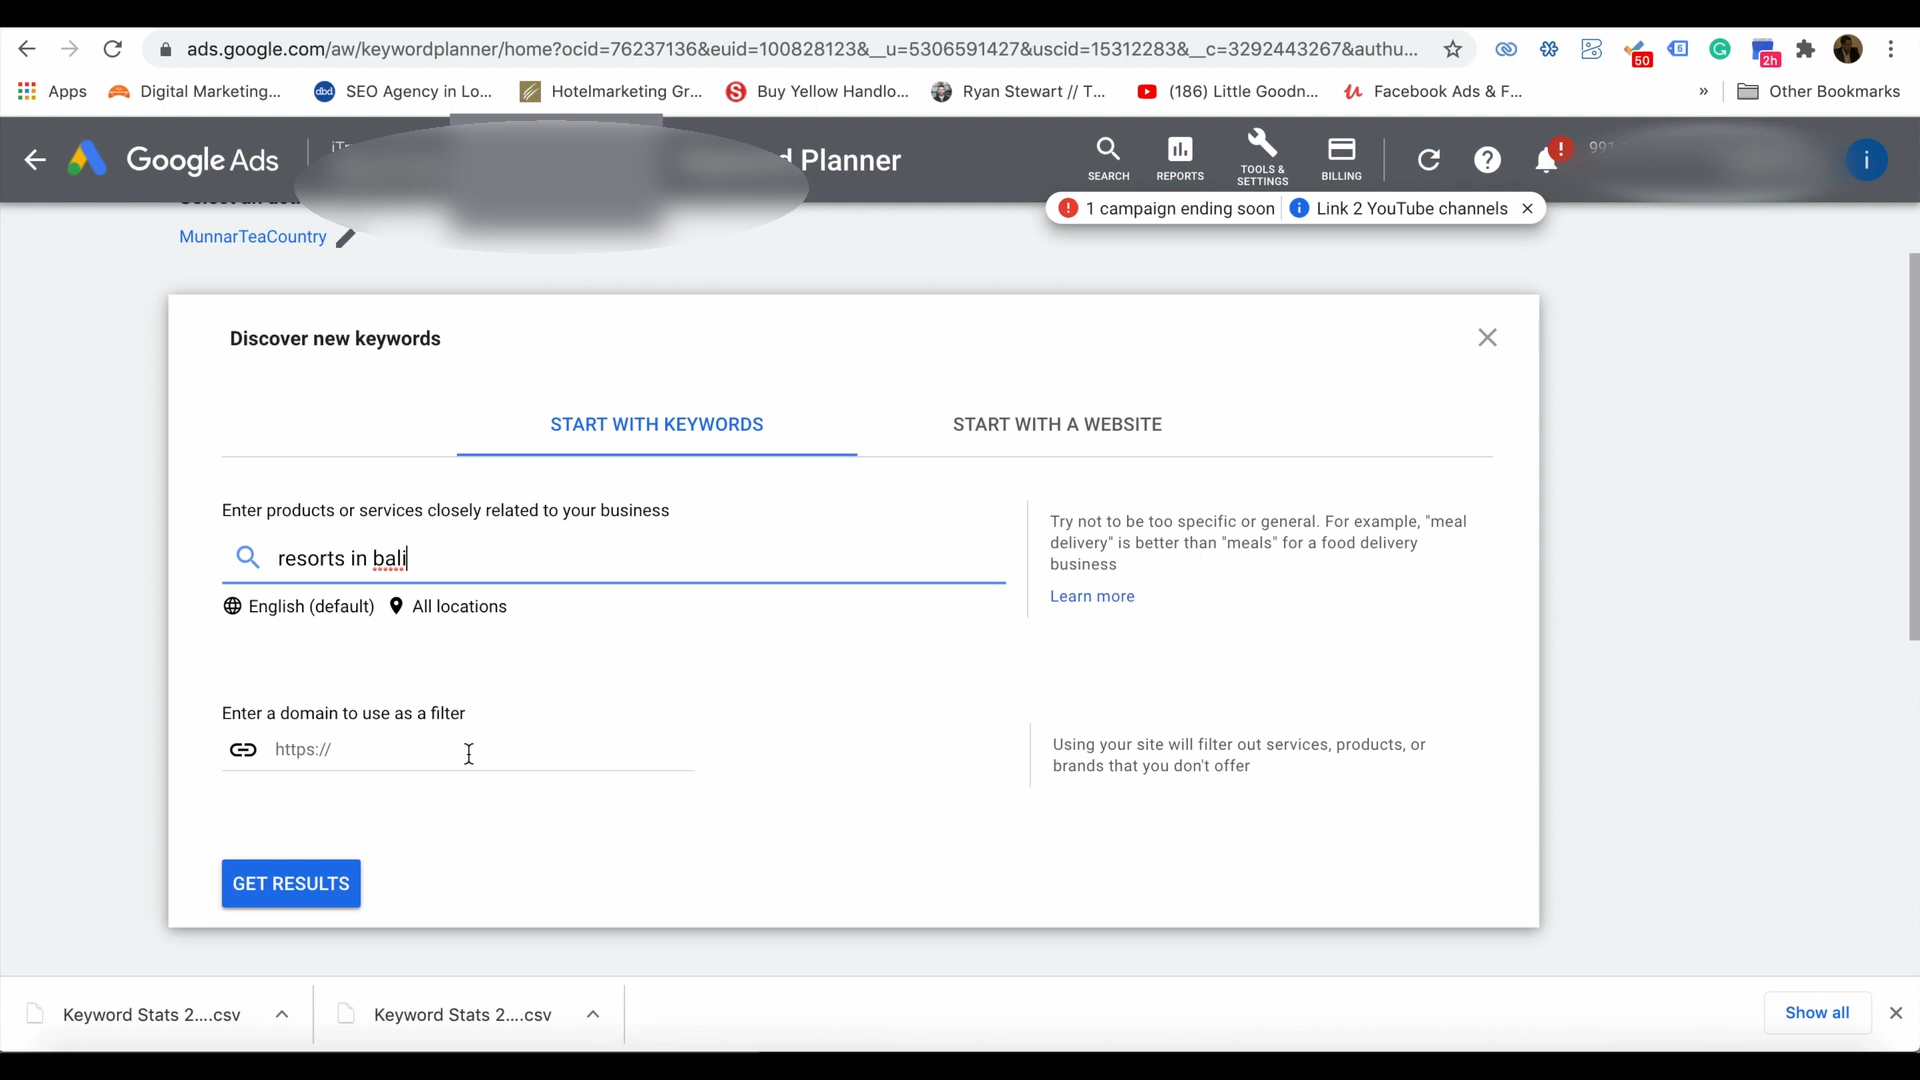 ads.google.com/aw/keywordplanner/home?ocid=76237136&euid=100828123&__u=5306591427&uscid=15312283&__c=3292443267&authu...
50
6
2h
Apps
Digital Marketing...
dbd
SEO Agency in Lo...
Hotelmarketing Gr...
Buy Yellow Handlo...
Ryan Stewart // T...
(186) Little Goodn...
Facebook Ads & F...
»
Other Bookmarks
Google Ads
Planner
SEARCH
REPORTS
TOOLS &
SETTINGS
BILLING
991
i
1 campaign ending soon
Link 2 YouTube channels
MunnarTeaCountry
Discover new keywords
START WITH KEYWORDS
START WITH A WEBSITE
Enter products or services closely related to your business
resorts in bali
English (default)
All locations
Try not to be too specific or general. For example, "meal
delivery" is better than "meals" for a food delivery
business
Learn more
Enter a domain to use as a filter
https://
Using your site will filter out services, products, or
brands that you don't offer
GET RESULTS
Keyword Stats 2....csv
Keyword Stats 2....csv
Show all